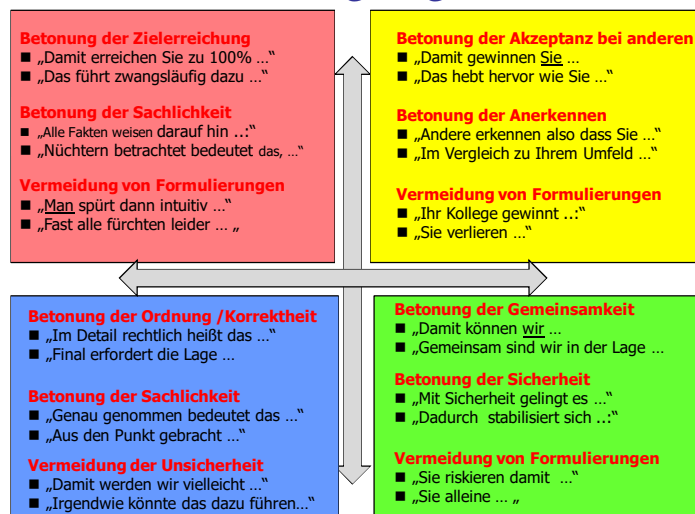 Betonung der Zielerreichung
■ „Damit erreichen Sie zu 100% …“
■ „Das führt zwangsläufig dazu …“
Betonung der Sachlichkeit
■ „Alle Fakten weisen darauf hin ..:“
■ „Nüchtern betrachtet bedeutet das, …“
Vermeidung von Formulierungen
■ „Man spürt dann intuitiv …“
■ „Fast alle fürchten leider … „
Betonung der Akzeptanz bei anderen
■ „Damit gewinnen Sie …
■ „Das hebt hervor wie Sie …“
Betonung der Anerkennen
■ „Andere erkennen also dass Sie …“
■ „Im Vergleich zu Ihrem Umfeld …“
Vermeidung von Formulierungen
■ „Ihr Kollege gewinnt ..:“
■ „Sie verlieren …“
Betonung der Ordnung /Korrektheit
■ „Im Detail rechtlich heißt das …“
■ „Final erfordert die Lage …
Betonung der Sachlichkeit
■ „Genau genommen bedeutet das …“
■ „Aus den Punkt gebracht …“
Vermeidung der Unsicherheit
■ „Damit werden wir vielleicht …“
■ „Irgendwie könnte das dazu führen…“
Betonung der Gemeinsamkeit
■ „Damit können wir …
■ „Gemeinsam sind wir in der Lage …
Betonung der Sicherheit
■ „Mit Sicherheit gelingt es …“
■ „Dadurch stabilisiert sich ..:“
Vermeidung von Formulierungen
■ „Sie riskieren damit …“
■ „Sie alleine … „